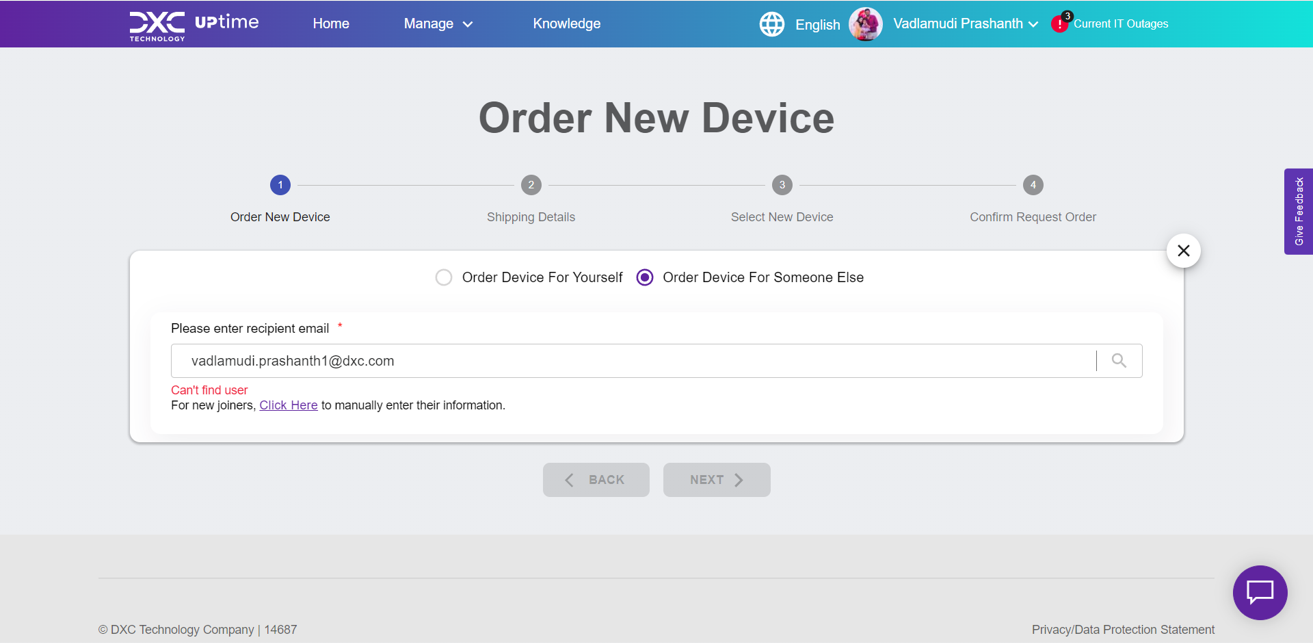 DXC TECHNOLOGY UPtime Home Manage Knowledge English Vadlamudi Prashanth ! 3 Current IT Outages
Order New Device
1 2 3 4
Order New Device Shipping Details Select New Device Confirm Request Order
Give Feedback
Order Device For Yourself Order Device For Someone Else
Please enter recipient email *
vadlamudi.prashanth1@dxc.com
Can't find user
For new joiners, Click Here to manually enter their information.
BACK NEXT
© DXC Technology Company | 14687 Privacy/Data Protection Statement